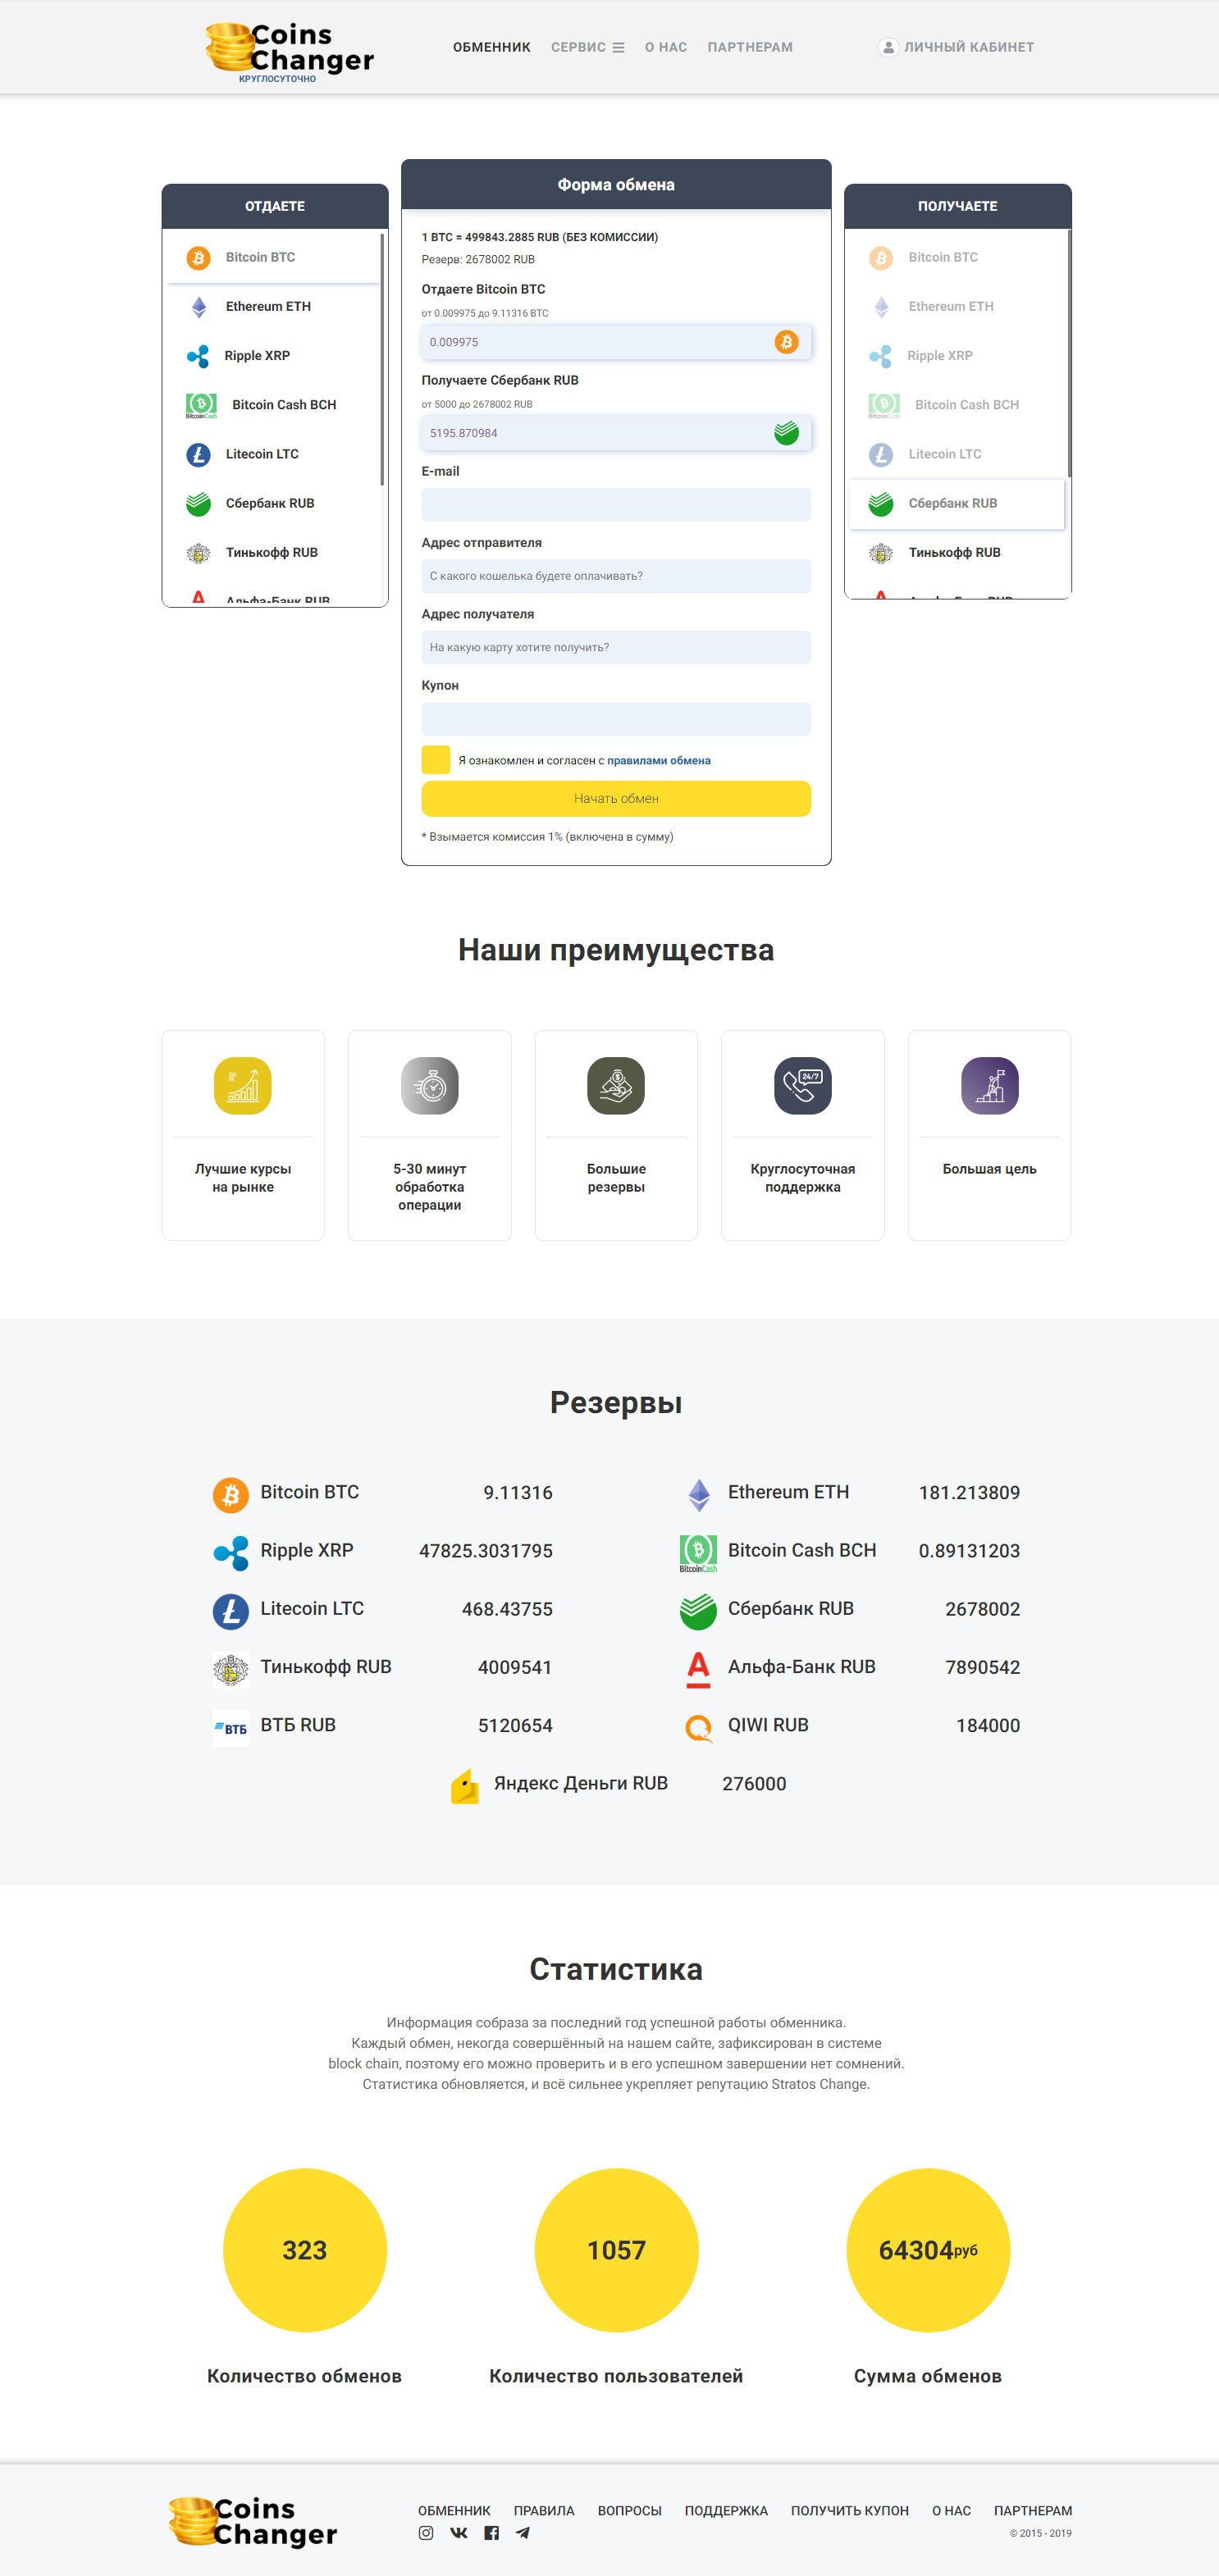 Coins
Changer
КРУГЛОСУТОЧНО
ОБМЕННИК
СЕРВИС
О НАС
ПАРТНЕРАМ
ЛИЧНЫЙ КАБИНЕТ
ОТДАЕТЕ
Bitcoin BTC
Ethereum ETH
Ripple XRP
BitcoinCash
Bitcoin Cash BCH
Litecoin LTC
Сбербанк RUB
Тинькофф RUB
Альфа-Банк RUB
Форма обмена
1 BTC = 499843.2885 RUB (БЕЗ КОМИССИИ)
Резерв: 2678002 RUB
Отдаете Bitcoin BTC
от 0.009975 до 9.11316 BTC
0.009975
Получаете Сбербанк RUB
от 5000 до 2678002 RUB
5195.870984
E-mail
Адрес отправителя
С какого кошелька будете оплачивать?
Адрес получателя
На какую карту хотите получить?
Купон
Я ознакомлен и согласен с правилами обмена
Начать обмен
* Взымается комиссия 1% (включена в сумму)
ПОЛУЧАЕТЕ
Bitcoin BTC
Ethereum ETH
Ripple XRP
BitcoinCash
Bitcoin Cash BCH
Litecoin LTC
Сбербанк RUB
Тинькофф RUB
Наши преимущества
Лучшие курсы
на рынке
5-30 минут
обработка
операции
Большие
резервы
24/7
Круглосуточная
поддержка
Большая цель
Резервы
Bitcoin BTC 9.11316
Ethereum ETH 181.213809
Ripple XRP 47825.3031795
BitcoinCash
Bitcoin Cash BCH 0.89131203
Litecoin LTC 468.43755
Сбербанк RUB 2678002
Тинькофф RUB 4009541
Альфа-Банк RUB 7890542
ВТБ
ВТБ RUB 5120654
QIWI RUB 184000
Яндекс Деньги RUB 276000
Статистика
Информация собраза за последний год успешной работы обменника.
Каждый обмен, некогда совершённый на нашем сайте, зафиксирован в системе
block chain, поэтому его можно проверить и в его успешном завершении нет сомнений.
Статистика обновляется, и всё сильнее укрепляет репутацию Stratos Change.
323
1057
64304руб
Количество обменов
Количество пользователей
Сумма обменов
Coins
Changer
ОБМЕННИК
ПРАВИЛА
ВОПРОСЫ
ПОДДЕРЖКА
ПОЛУЧИТЬ КУПОН
О НАС
ПАРТНЕРАМ
© 2015 - 2019